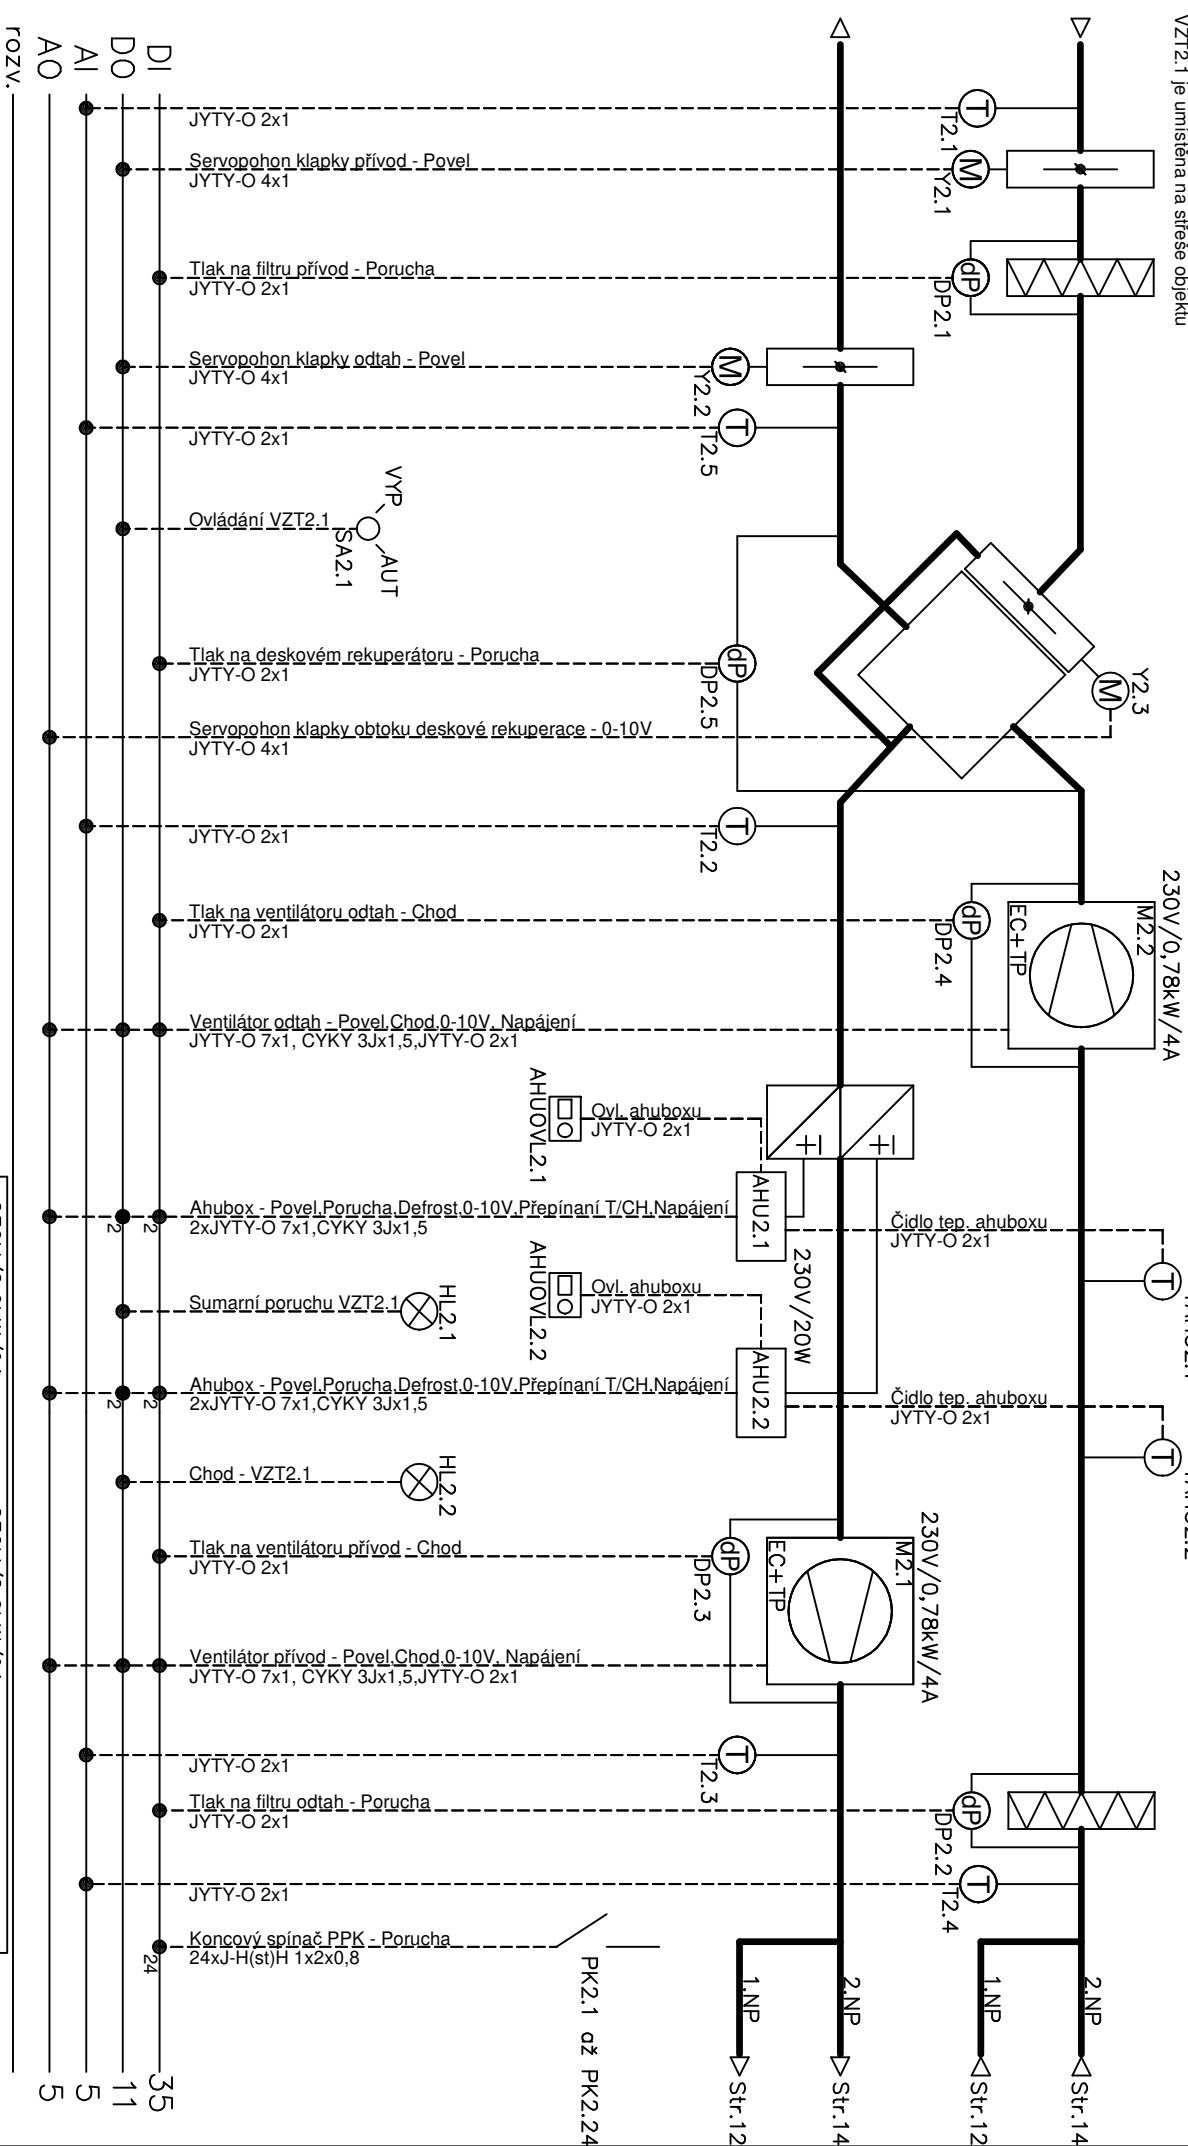 VZT2.1 je umístěna na střeše objektu
T2.1
JYTY-O 2x1
M
Y2.1
Servopohon klapky přívod - Povel
JYTY-O 4x1
dP
DP2.1
Tlak na filtru přívod - Porucha
JYTY-O 2x1
M
Y2.2
Servopohon klapky odtah - Povel
JYTY-O 4x1
T
T2.5
JYTY-O 2x1
VYP
AUT
SA2.1
Ovládání VZT2.1
dP
DP2.5
Tlak na deskovém rekuperátoru - Porucha
JYTY-O 2x1
Y2.3
M
Servopohon klapky obtoku deskové rekuperace - 0-10V
JYTY-O 4x1
T
T2.2
JYTY-O 2x1
dP
DP2.4
Tlak na ventilátoru odtah - Chod
JYTY-O 2x1
230V/0,78kW/4A
M2.2
EC+TP
Ventilátor odtah - Povel,Chod,0-10V, Napájení
JYTY-O 7x1, CYKY 3Jx1,5,JYTY-O 2x1
AHUOVL2.1
Ovl. ahuboxu
JYTY-O 2x1
AHU2.1
230V/20W
Čidlo tep. ahuboxu
JYTY-O 2x1
T
Ahubox - Povel,Porucha,Defrost,0-10V,Přepínaní T/CH,Napájení
2xJYTY-O 7x1,CYKY 3Jx1,5
2
2
AHUOVL2.2
Ovl. ahuboxu
JYTY-O 2x1
HL2.1
Sumarní poruchu VZT2.1
AHU2.2
Čidlo tep. ahuboxu
JYTY-O 2x1
T
Ahubox - Povel,Porucha,Defrost,0-10V,Přepínaní T/CH,Napájení
2xJYTY-O 7x1,CYKY 3Jx1,5
2
2
HL2.2
Chod - VZT2.1
dP
DP2.3
Tlak na ventilátoru přívod - Chod
JYTY-O 2x1
230V/0,78kW/4A
M2.1
EC+TP
Ventilátor přívod - Povel,Chod,0-10V, Napájení
JYTY-O 7x1, CYKY 3Jx1,5,JYTY-O 2x1
T
T2.3
JYTY-O 2x1
dP
DP2.2
Tlak na filtru odtah - Porucha
JYTY-O 2x1
T
T2.4
JYTY-O 2x1
Koncový spínač PPK - Porucha
24xJ-H(st)H 1x2x0,8
24
PK2.1 až PK2.24
2.NP
Str.14
1.NP
Str.12
2.NP
Str.14
1.NP
Str.12
DI
35
DO
11
AI
5
AO
5
rozv.